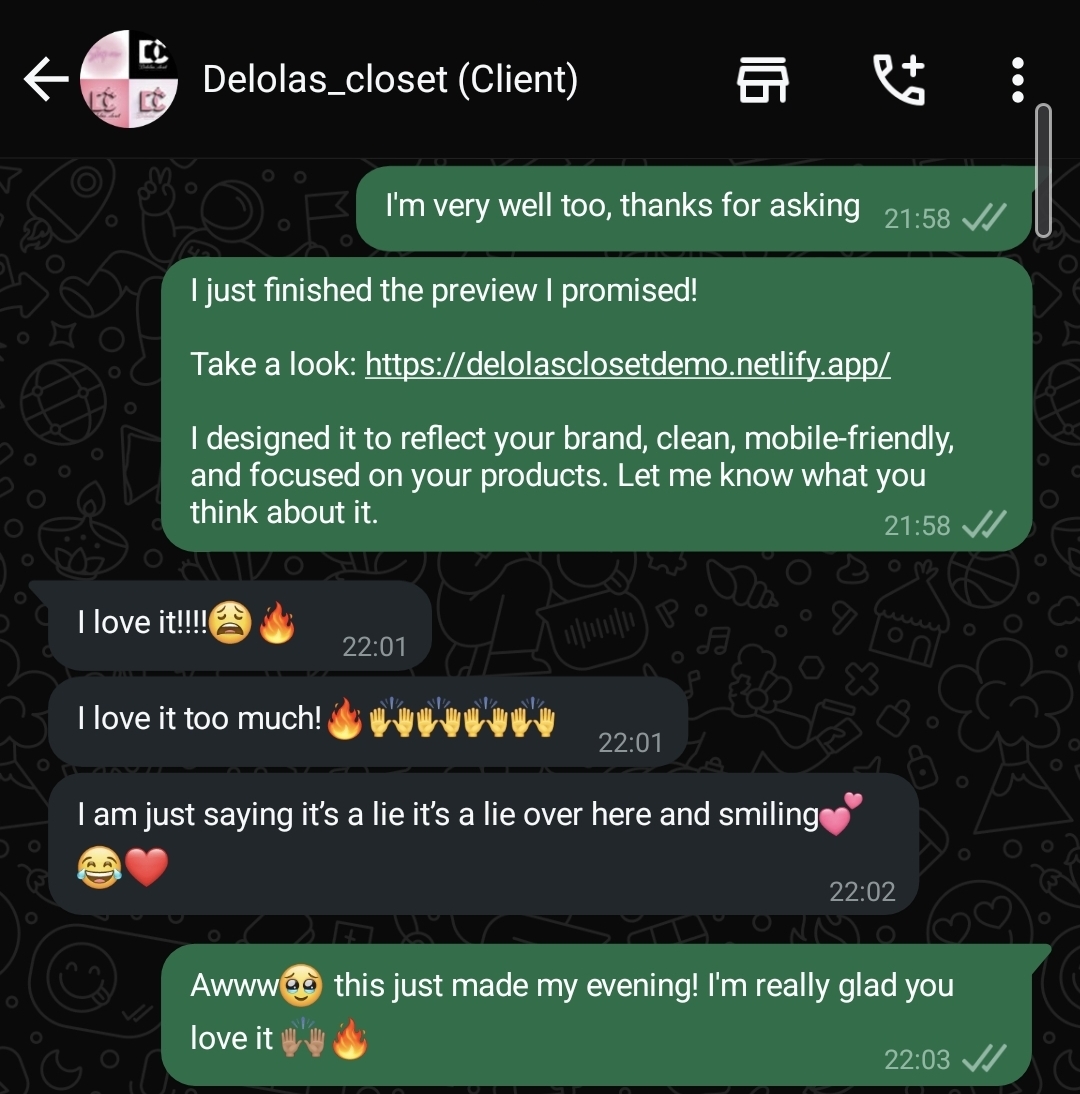 Delolas_closet (Client)
I'm very well too, thanks for asking
21:58
I just finished the preview I promised!
Take a look: https://delolasclosetdemo.netlify.app/
I designed it to reflect your brand, clean, mobile-friendly,
and focused on your products. Let me know what you
think about it.
21:58
I love it!!!!😩🔥
22:01
I love it too much!🔥🙌🙌🙌🙌
22:01
I am just saying it’s a lie it’s a lie over here and smiling💕
😂❤️
22:02
Awww🥹 this just made my evening! I'm really glad you
love it 🙌🏽🔥
22:03